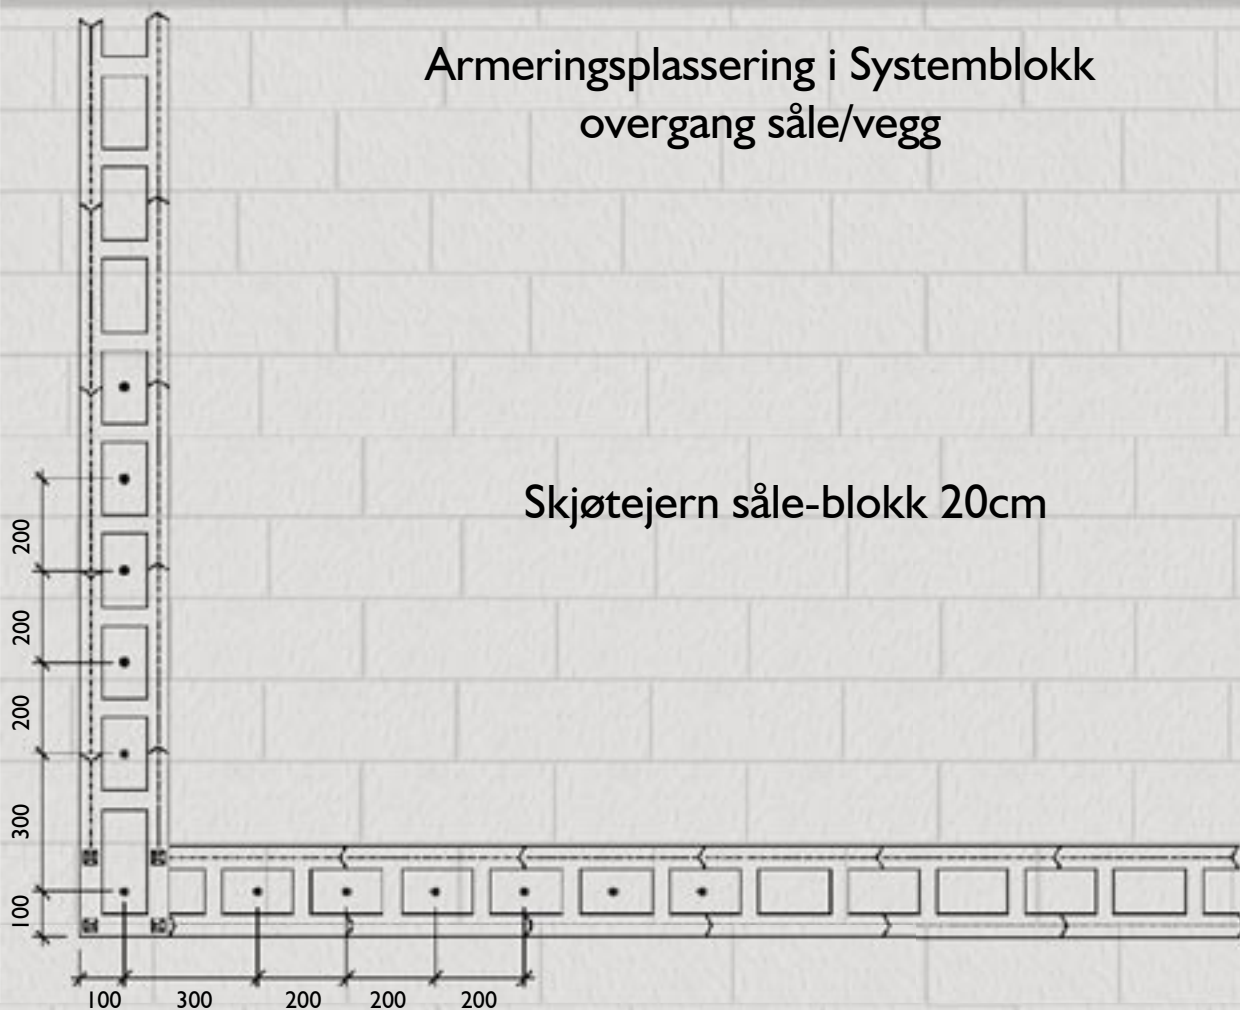 Armeringsplassering i Systemblokk
overgang såle/vegg
Skjøtejern såle-blokk 20cm
200
200
200
300
100
100 300 200 200 200